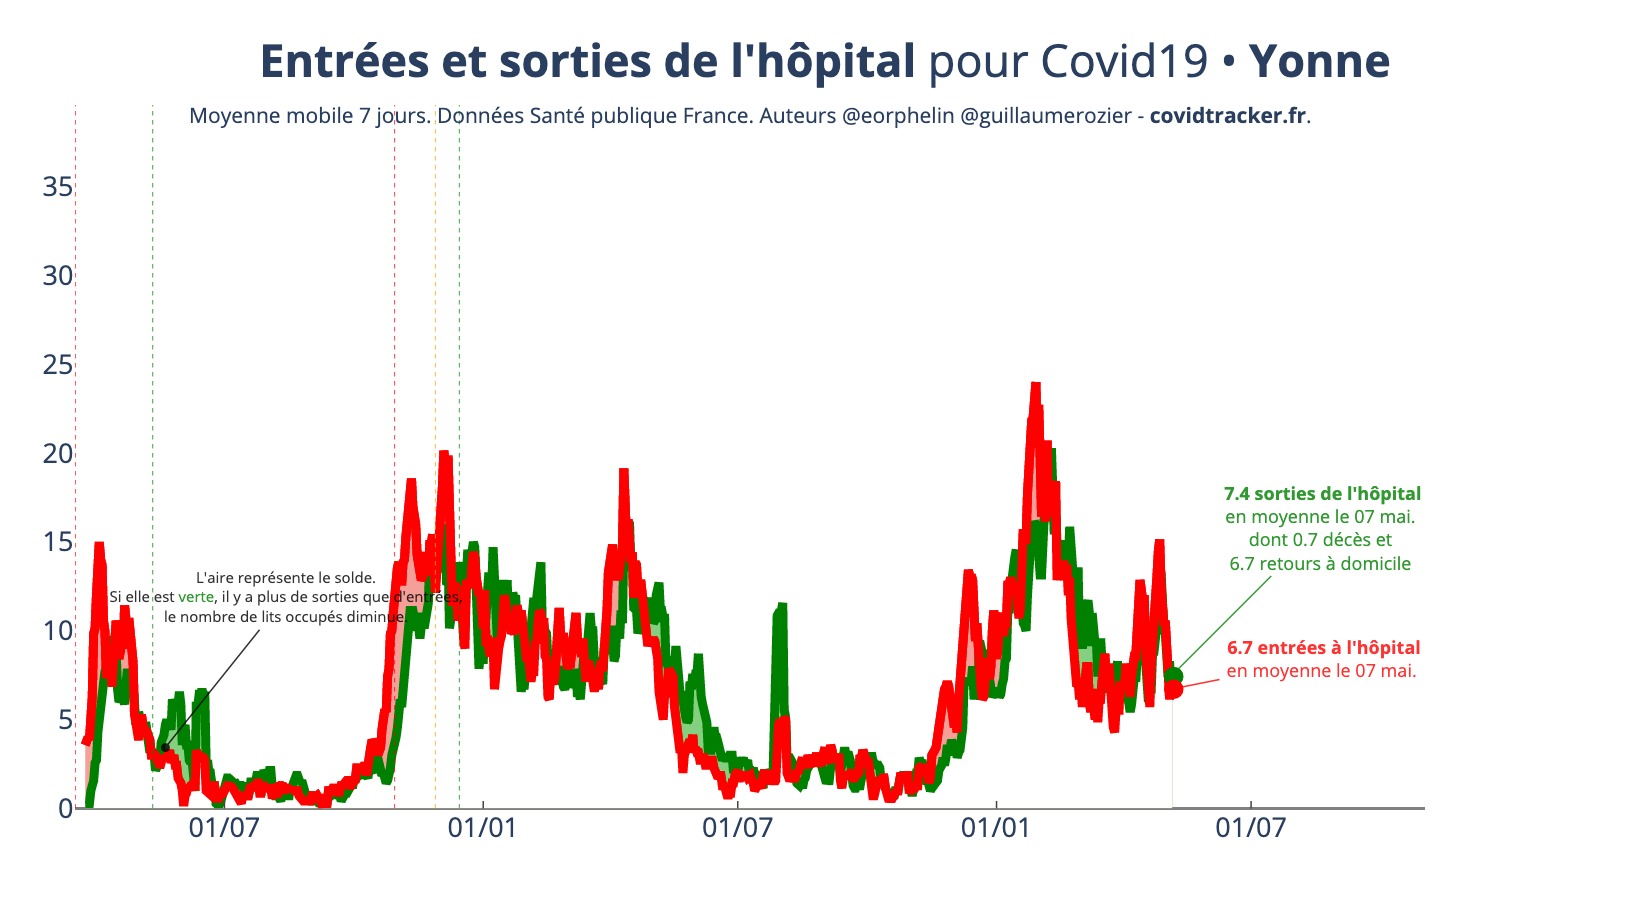 Entrées et sorties de l'hôpital pour Covid19 • Yonne
Moyenne mobile 7 jours. Données Santé publique France. Auteurs @eorphelin @guillaumerozier - covidtracker.fr.
35
30
25
20
15
10
5
0
L'aire représente le solde.
Si elle est verte, il y a plus de sorties que d'entrées,
le nombre de lits occupés diminue.
7.4 sorties de l'hôpital
en moyenne le 07 mai.
dont 0.7 décès et
6.7 retours à domicile
6.7 entrées à l'hôpital
en moyenne le 07 mai.
01/07
01/01
01/07
01/01
01/07